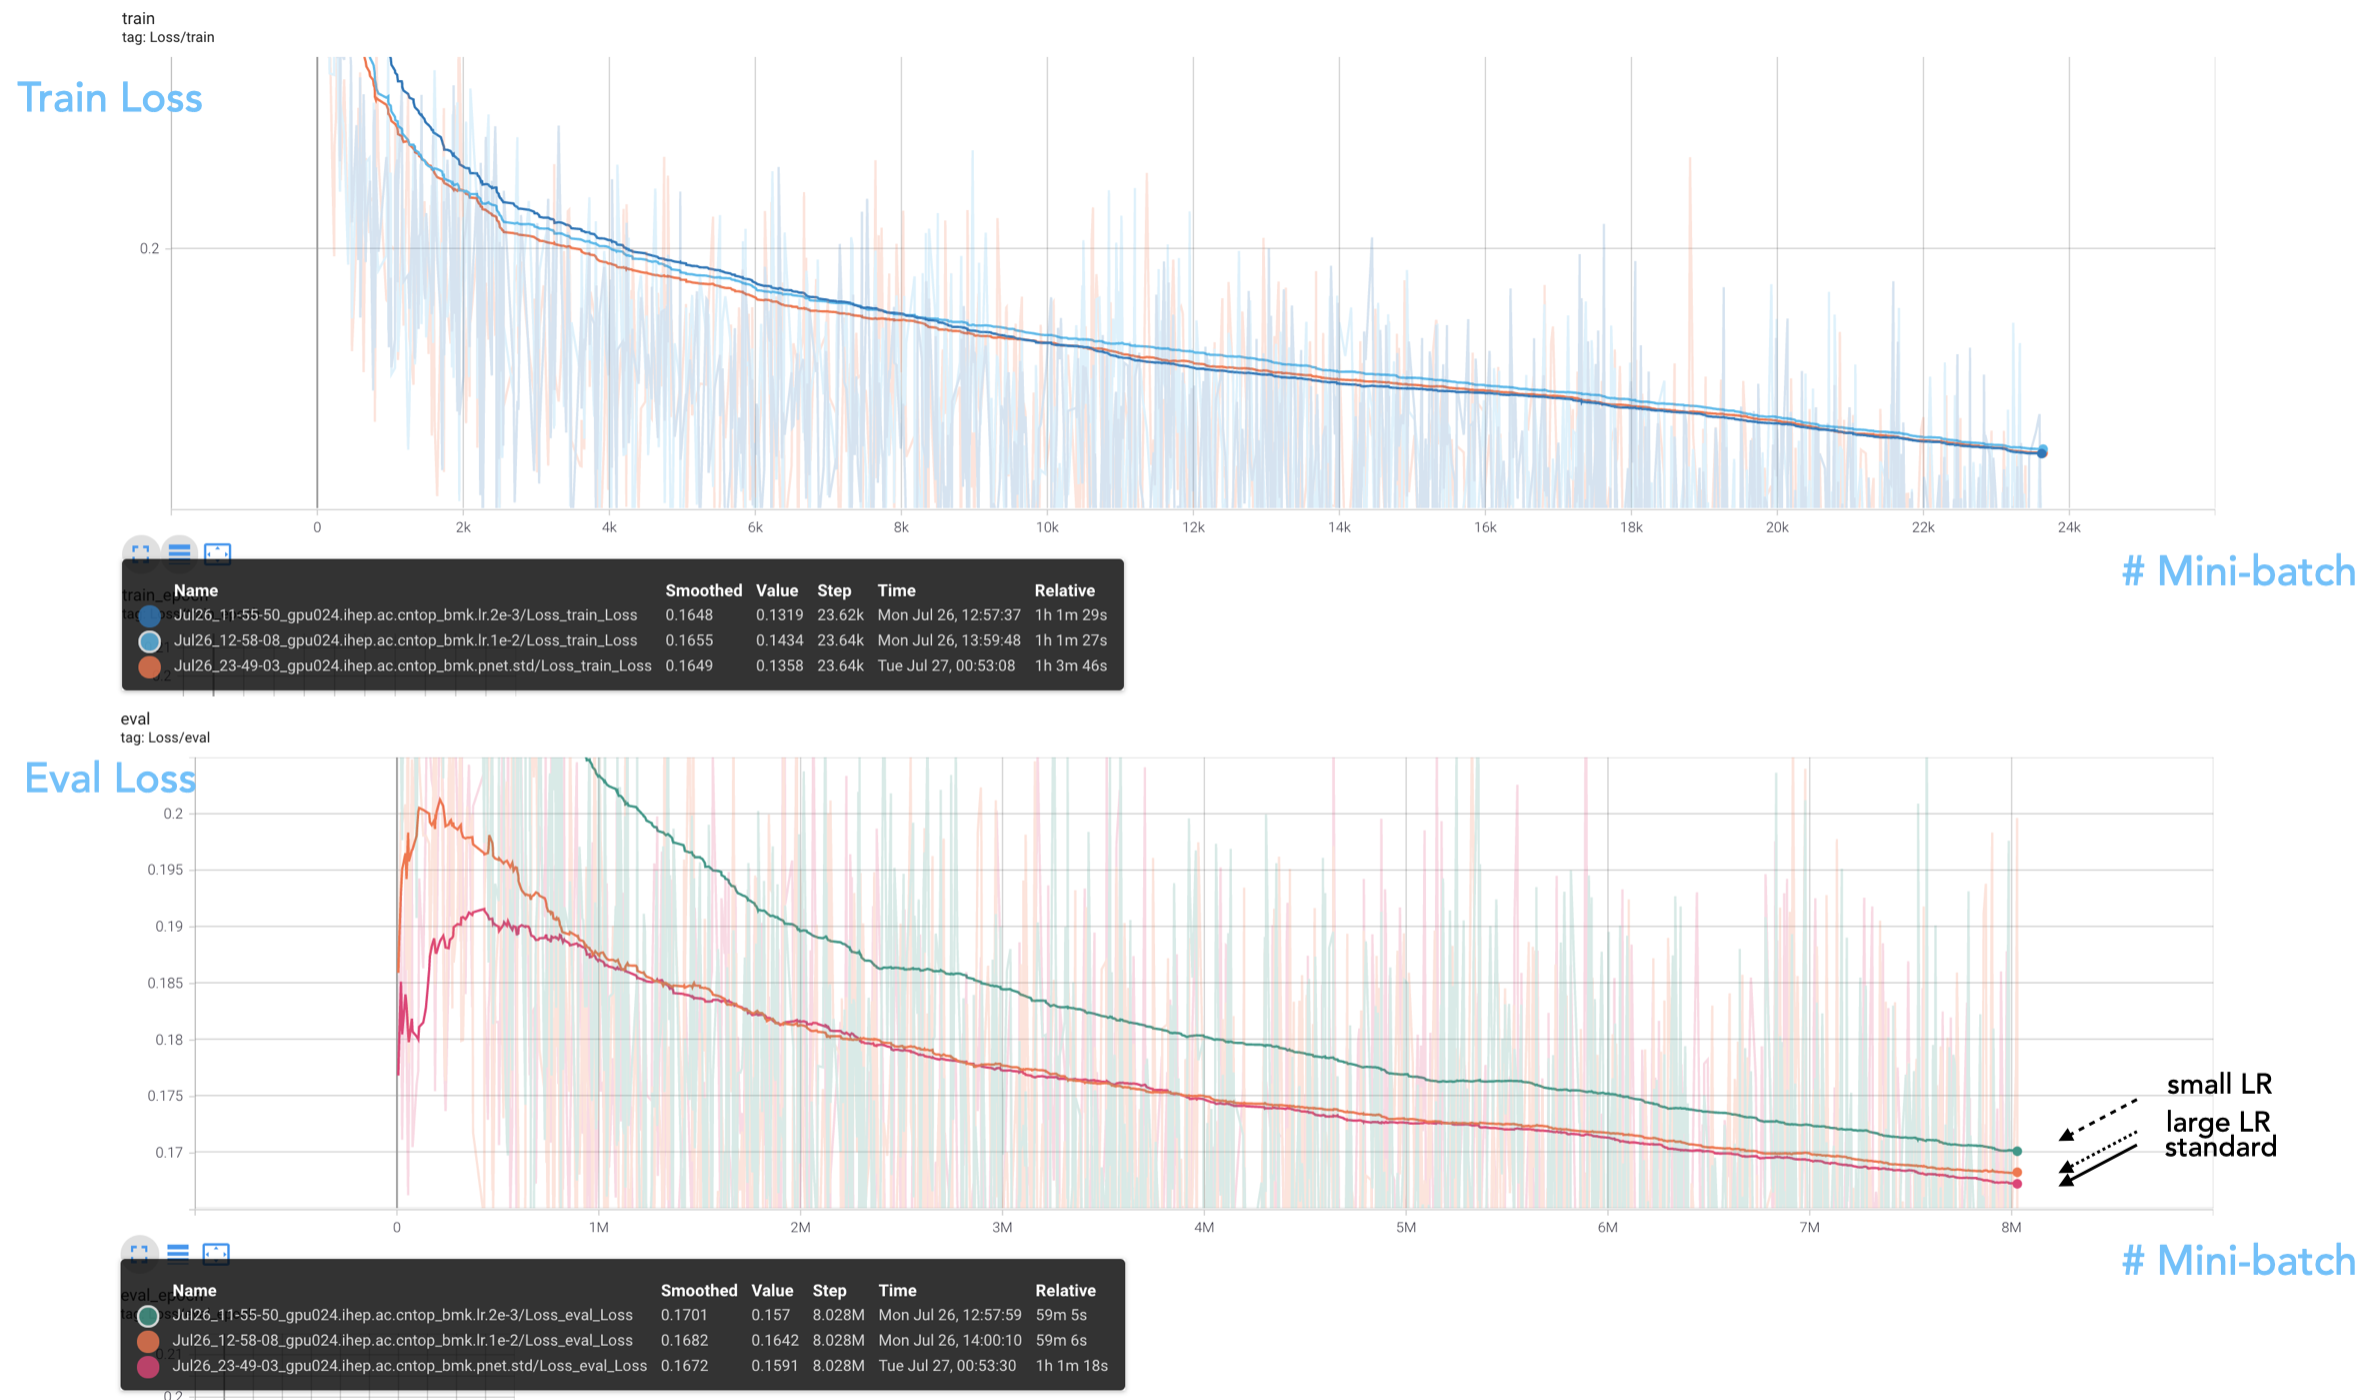 train
tag: Loss/train
Train Loss
0.2
0 2k 4k 6k 8k 10k 12k 14k 16k 18k 20k 22k 24k
# Mini-batch
Name Smoothed Value Step Time Relative
Jul26_11-55-50_gpu024.ihep.ac.cntop_bmk.lr.2e-3/Loss_train_Loss 0.1648 0.1319 23.62k Mon Jul 26, 12:57:37 1h 1m 29s
Jul26_12-58-08_gpu024.ihep.ac.cntop_bmk.lr.1e-2/Loss_train_Loss 0.1655 0.1434 23.64k Mon Jul 26, 13:59:48 1h 1m 27s
Jul26_23-49-03_gpu024.ihep.ac.cntop_bmk.pnet.std/Loss_train_Loss 0.1649 0.1358 23.64k Tue Jul 27, 00:53:08 1h 3m 46s
eval
tag: Loss/eval
Eval Loss
0.2
0.195
0.19
0.185
0.18
0.175
0.17
small LR
large LR
standard
0 1M 2M 3M 4M 5M 6M 7M 8M
# Mini-batch
Name Smoothed Value Step Time Relative
Jul26_11-55-50_gpu024.ihep.ac.cntop_bmk.lr.2e-3/Loss_eval_Loss 0.1701 0.157 8.028M Mon Jul 26, 12:57:59 59m 5s
Jul26_12-58-08_gpu024.ihep.ac.cntop_bmk.lr.1e-2/Loss_eval_Loss 0.1682 0.1642 8.028M Mon Jul 26, 14:00:10 59m 6s
Jul26_23-49-03_gpu024.ihep.ac.cntop_bmk.pnet.std/Loss_eval_Loss 0.1672 0.1591 8.028M Tue Jul 27, 00:53:30 1h 1m 18s
0.2